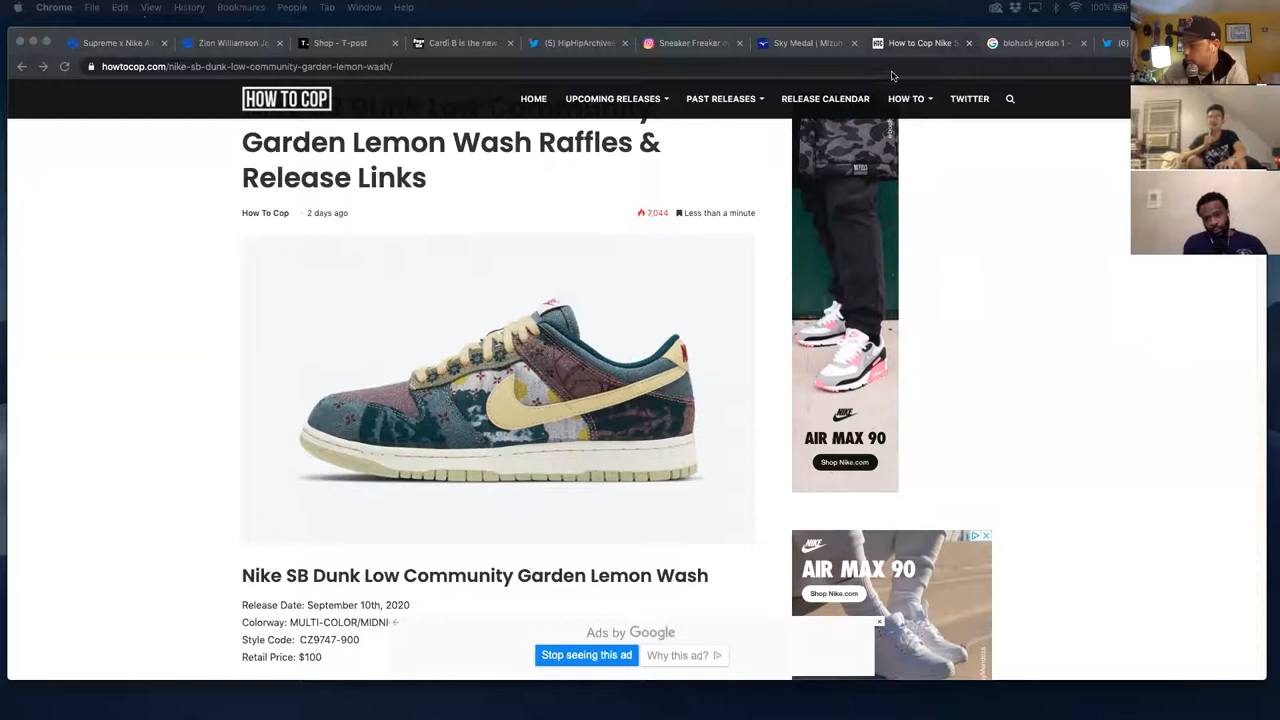 Chrome File Edit View History Bookmarks People Tab Window Help 100%
Supreme x Nike A
Zion Williamson Jo
Shop - T-post
Cardi B is the new
(5) HipHipArchives
Sneaker Freaker o
Sky Medal | Mizun
How to Cop Nike S
biohack jordan 1 –
(6)
howtocop.com/nike-sb-dunk-low-community-garden-lemon-wash/
HOW TO COP
HOME UPCOMING RELEASES PAST RELEASES RELEASE CALENDAR HOW TO TWITTER
Garden Lemon Wash Raffles &
Release Links
How To Cop 2 days ago 7,044 Less than a minute
NIKE
AIR MAX 90
Shop Nike.com
Nike SB Dunk Low Community Garden Lemon Wash
Release Date: September 10th, 2020
Colorway: MULTI-COLOR/MIDNI
Style Code: CZ9747-900
Retail Price: $100
Ads by Google
Stop seeing this ad
Why this ad?
NIKE
AIR MAX 90
Shop Nike.com